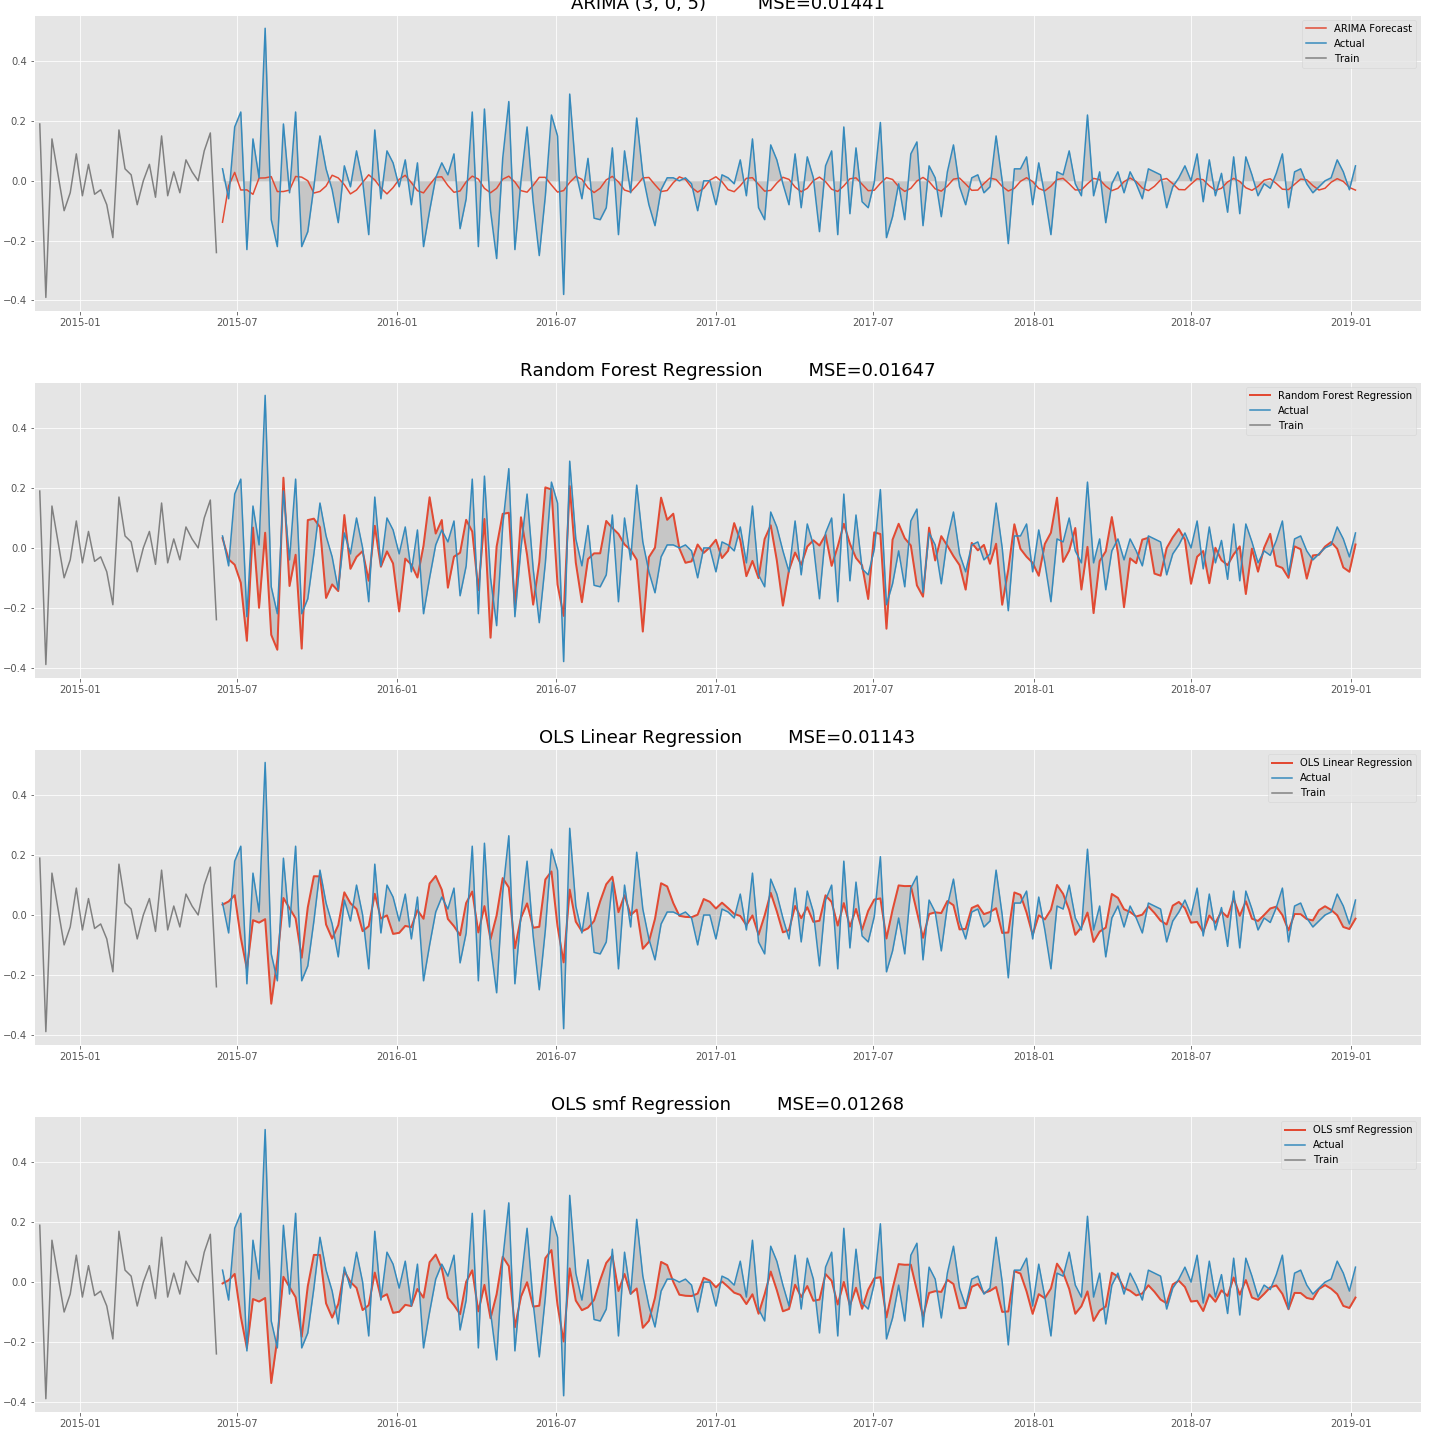 ARIMA (3, 0, 5) MSE=0.01441
ARIMA Forecast
Actual
Train
0.4
0.2
0.0
−0.2
−0.4
2015-01 2015-07 2016-01 2016-07 2017-01 2017-07 2018-01 2018-07 2019-01
Random Forest Regression MSE=0.01647
Random Forest Regression
Actual
Train
0.4
0.2
0.0
−0.2
−0.4
2015-01 2015-07 2016-01 2016-07 2017-01 2017-07 2018-01 2018-07 2019-01
OLS Linear Regression MSE=0.01143
OLS Linear Regression
Actual
Train
0.4
0.2
0.0
−0.2
−0.4
2015-01 2015-07 2016-01 2016-07 2017-01 2017-07 2018-01 2018-07 2019-01
OLS smf Regression MSE=0.01268
OLS smf Regression
Actual
Train
0.4
0.2
0.0
−0.2
−0.4
2015-01 2015-07 2016-01 2016-07 2017-01 2017-07 2018-01 2018-07 2019-01